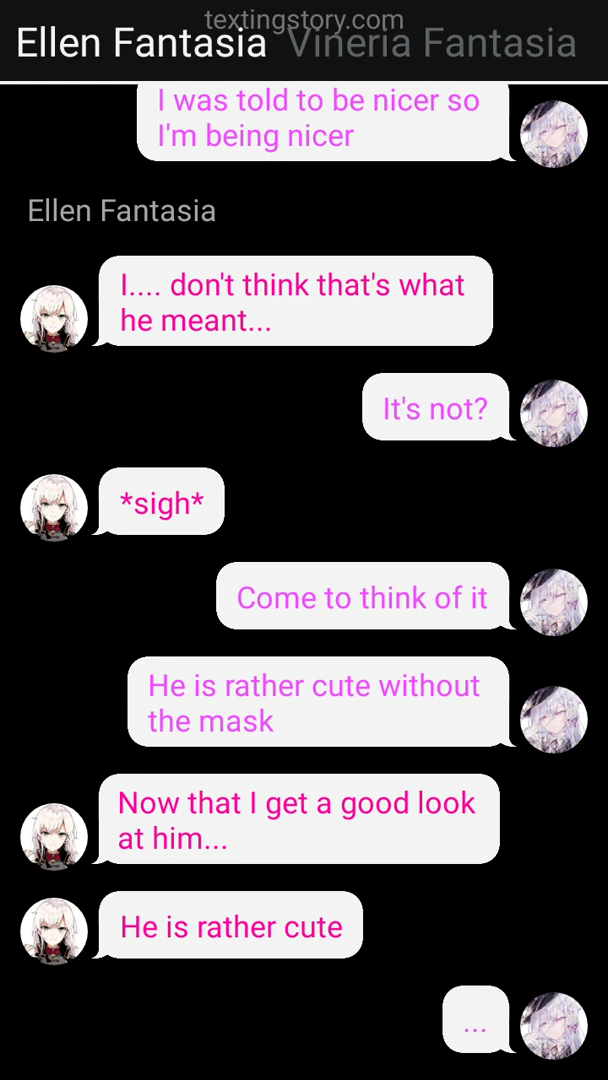 textingstory.com
Ellen Fantasia Vineria Fantasia
I was told to be nicer so
I'm being nicer
Ellen Fantasia
I.... don't think that's what
he meant...
It's not?
*sigh*
Come to think of it
He is rather cute without
the mask
Now that I get a good look
at him...
He is rather cute
...